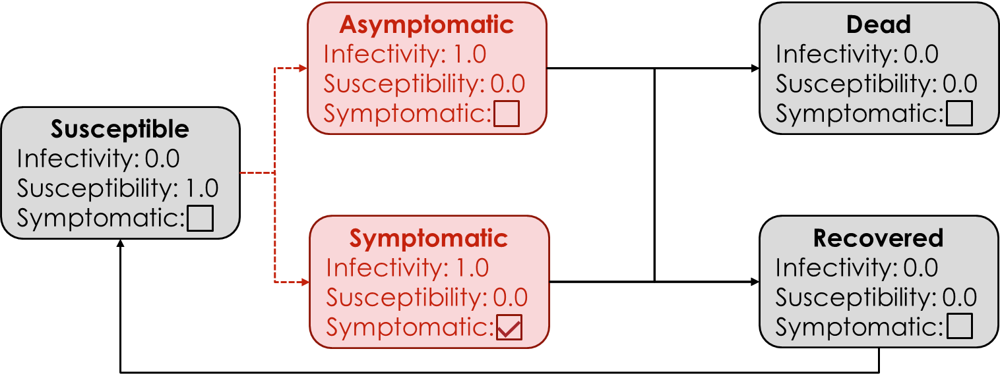 Susceptible
Infectivity: 0.0
Susceptibility: 1.0
Symptomatic:
Asymptomatic
Infectivity: 1.0
Susceptibility: 0.0
Symptomatic:
Symptomatic
Infectivity: 1.0
Susceptibility: 0.0
Symptomatic:
Dead
Infectivity: 0.0
Susceptibility: 0.0
Symptomatic:
Recovered
Infectivity: 0.0
Susceptibility: 0.0
Symptomatic: